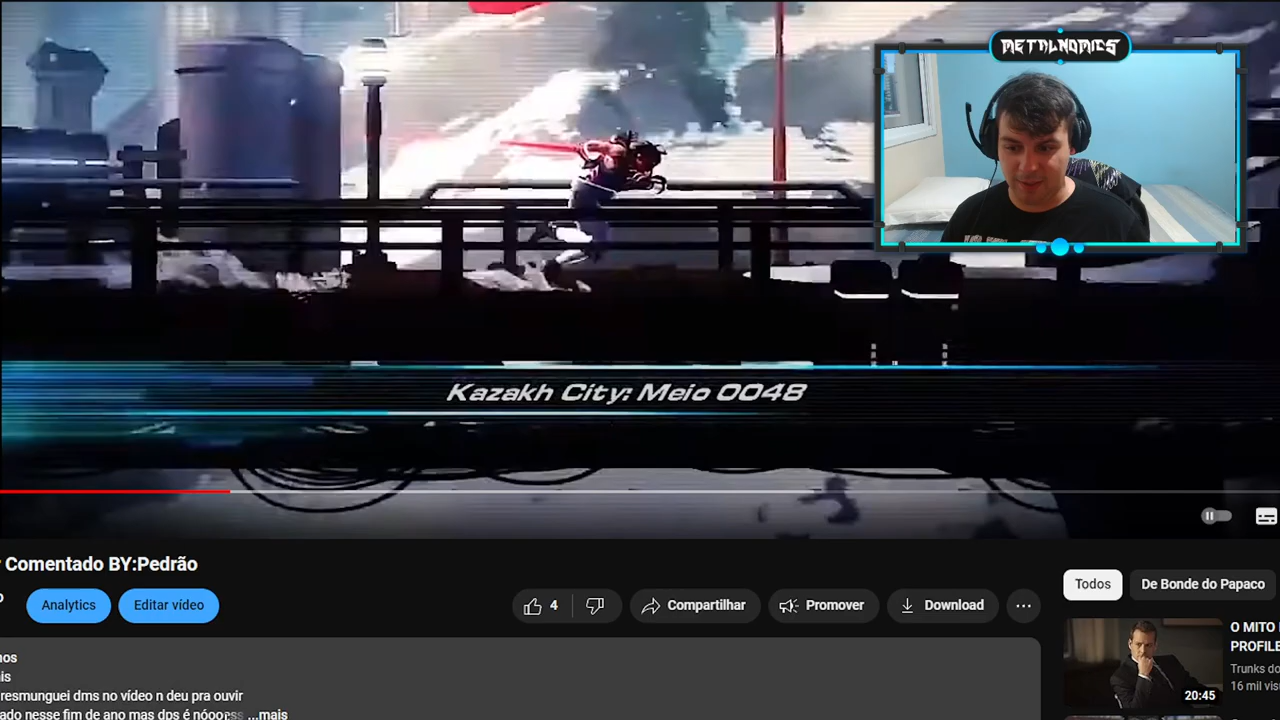 METALNOMICS
Kazakh City: Meio 0048
Comentado BY:Pedrão
Analytics
Editar vídeo
4
Compartilhar
Promover
Download
...
Todos
De Bonde do Papaco
O MITO
PROFILE
Trunks do
16 mil vis
20:45
nos
is
resmunguei dms no vídeo n deu pra ouvir
ado nesse fim de ano mas dps é ...mais